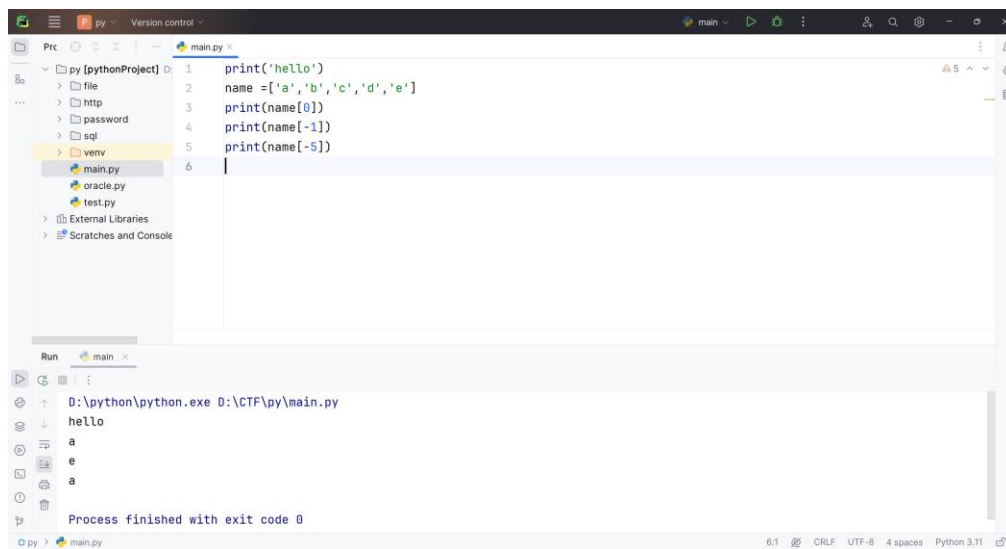 P py Version control main
Prc main.py
py [pythonProject] D:
file
http
password
sql
venv
main.py
oracle.py
test.py
External Libraries
Scratches and Console
1 print('hello')
2 name =['a','b','c','d','e']
3 print(name[0])
4 print(name[-1])
5 print(name[-5])
6
5
Run main
D:\python\python.exe D:\CTF\py\main.py
hello
a
e
a
Process finished with exit code 0
py > main.py 6:1 CRLF UTF-8 4 spaces Python 3.11